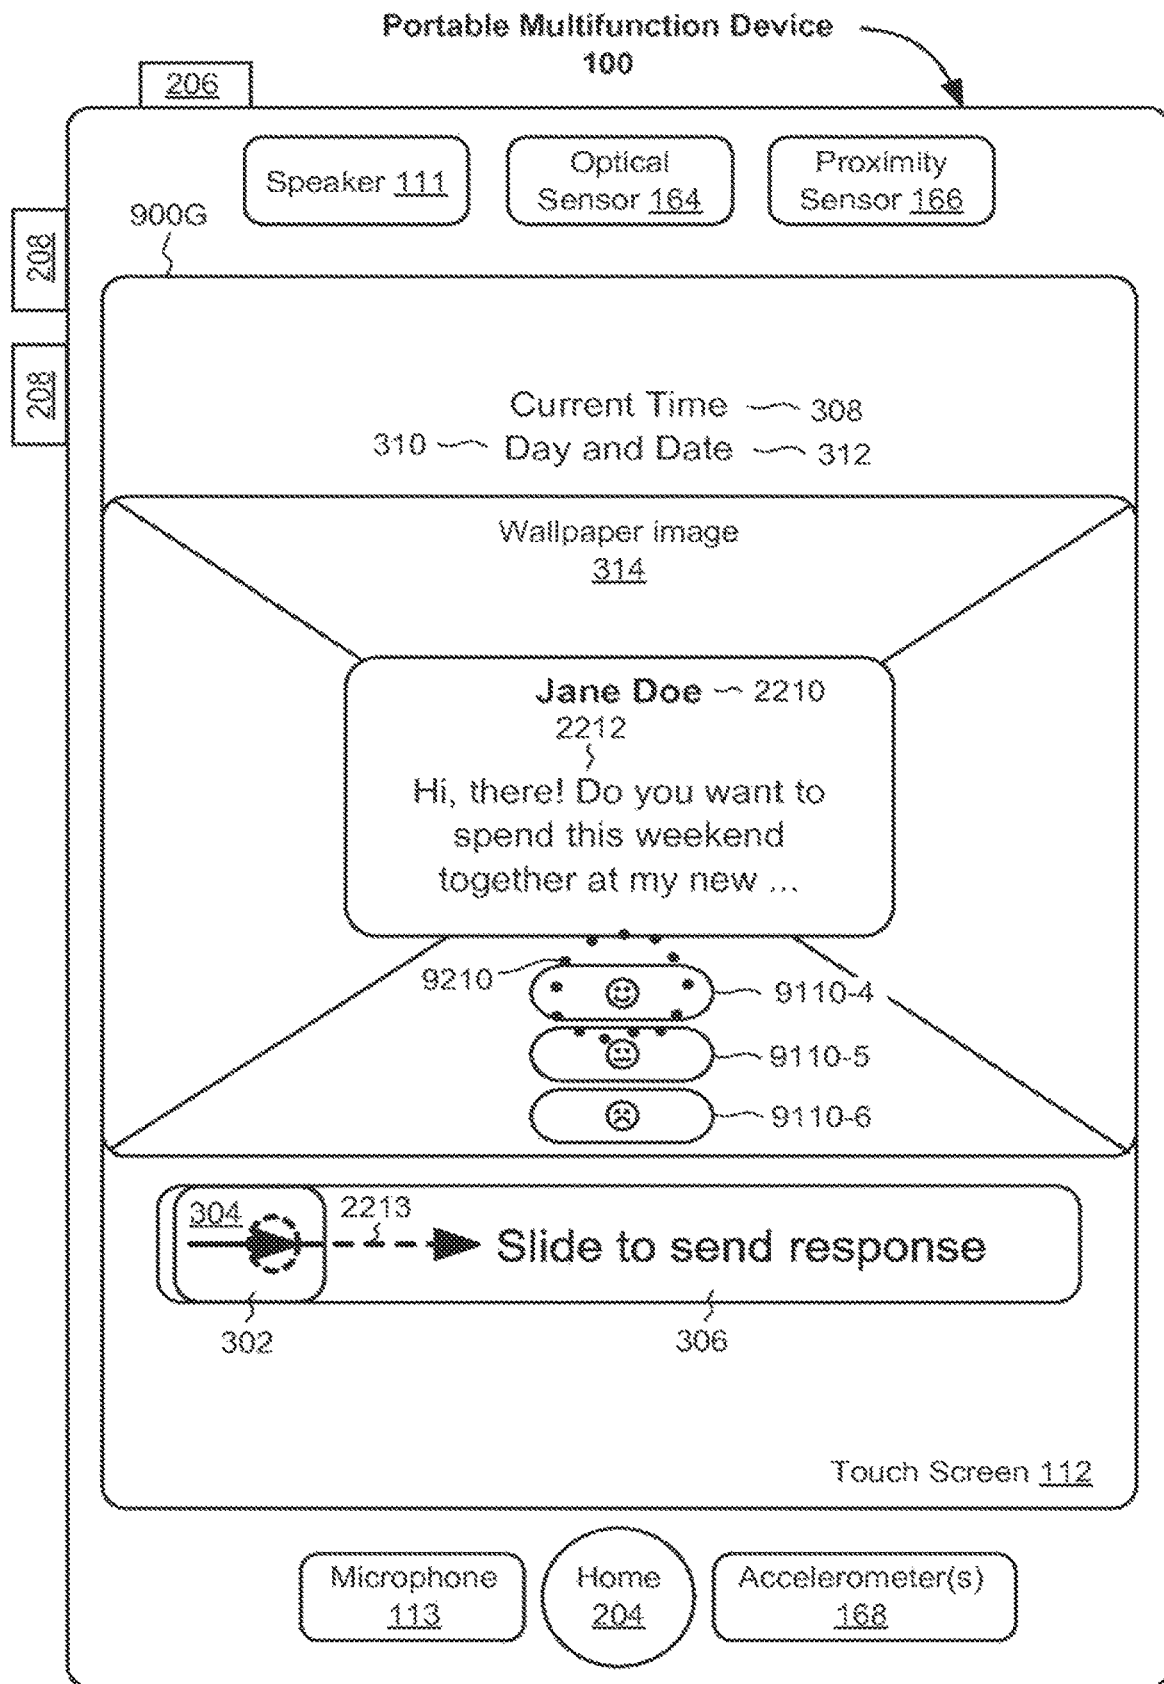 Portable Multifunction Device
100
206
Speaker 111
Optical
Sensor 164
Proximity
Sensor 166
900G
208
208
Current Time 308
310 Day and Date 312
Wallpaper image
314
Jane Doe 2210
2212
Hi, there! Do you want to
spend this weekend
together at my new ...
9210
9110-4
9110-5
9110-6
304
2213
Slide to send response
302
306
Touch Screen 112
Microphone
113
Home
204
Accelerometer(s)
168